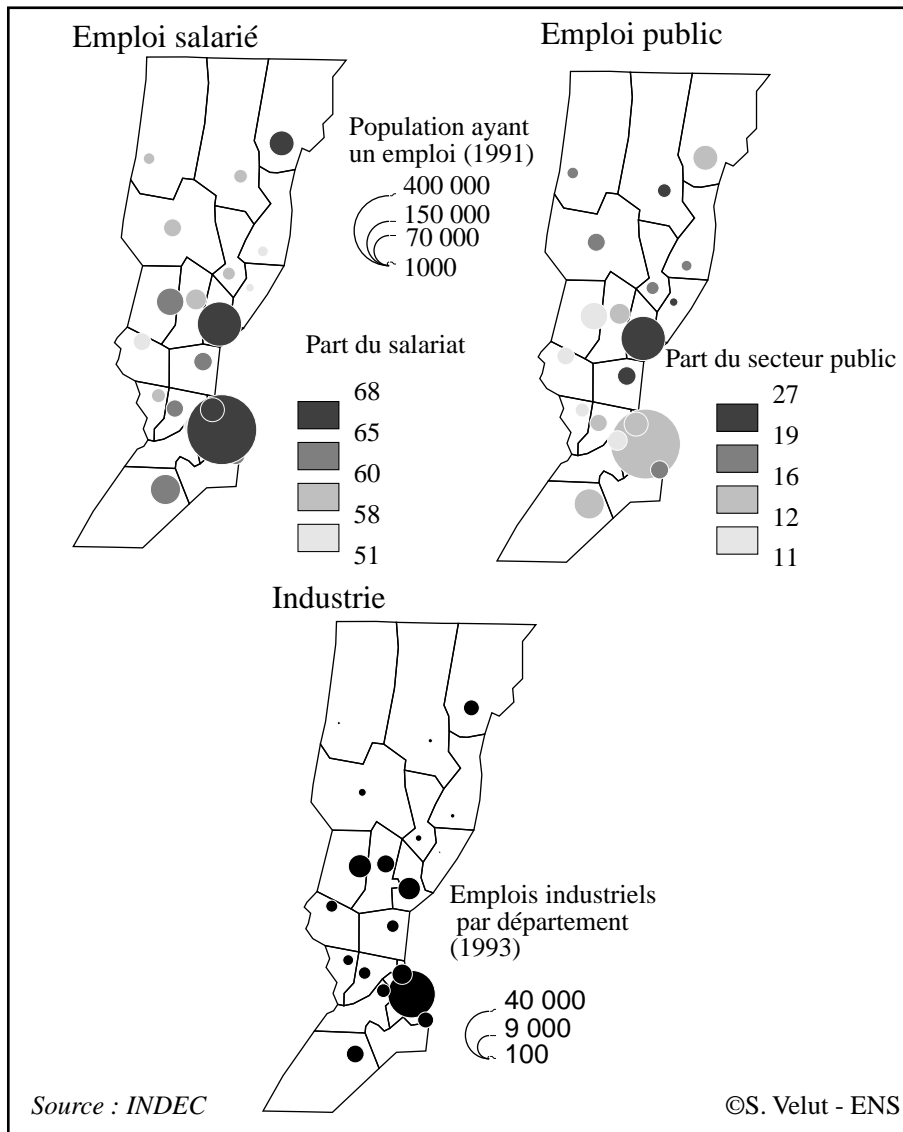 Emploi salarié
Emploi public
Population ayant
un emploi (1991)
400 000
150 000
70 000
1000
Part du salariat
68
65
60
58
51
Part du secteur public
27
19
16
12
11
Industrie
Emplois industriels
par département
(1993)
40 000
9 000
100
Source : INDEC
©S. Velut - ENS